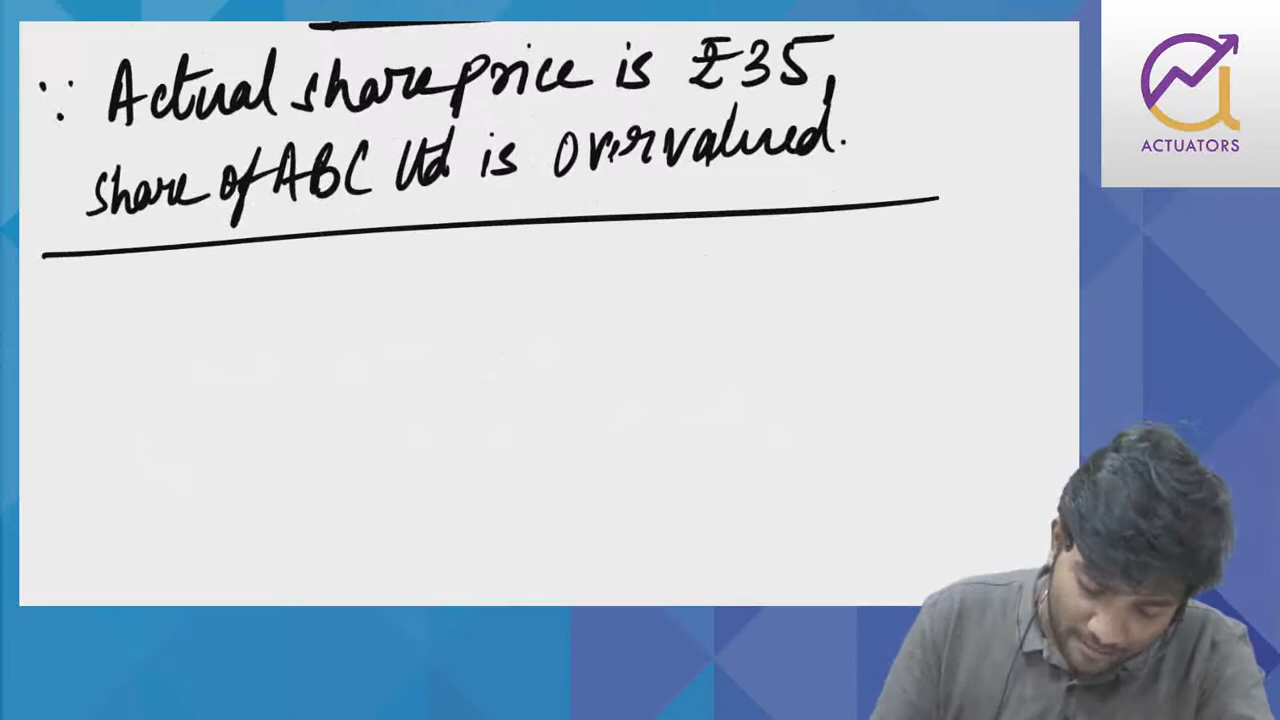 ∵ Actual share price is ₹35,
share of ABC Ltd is overvalued.
ACTUATORS